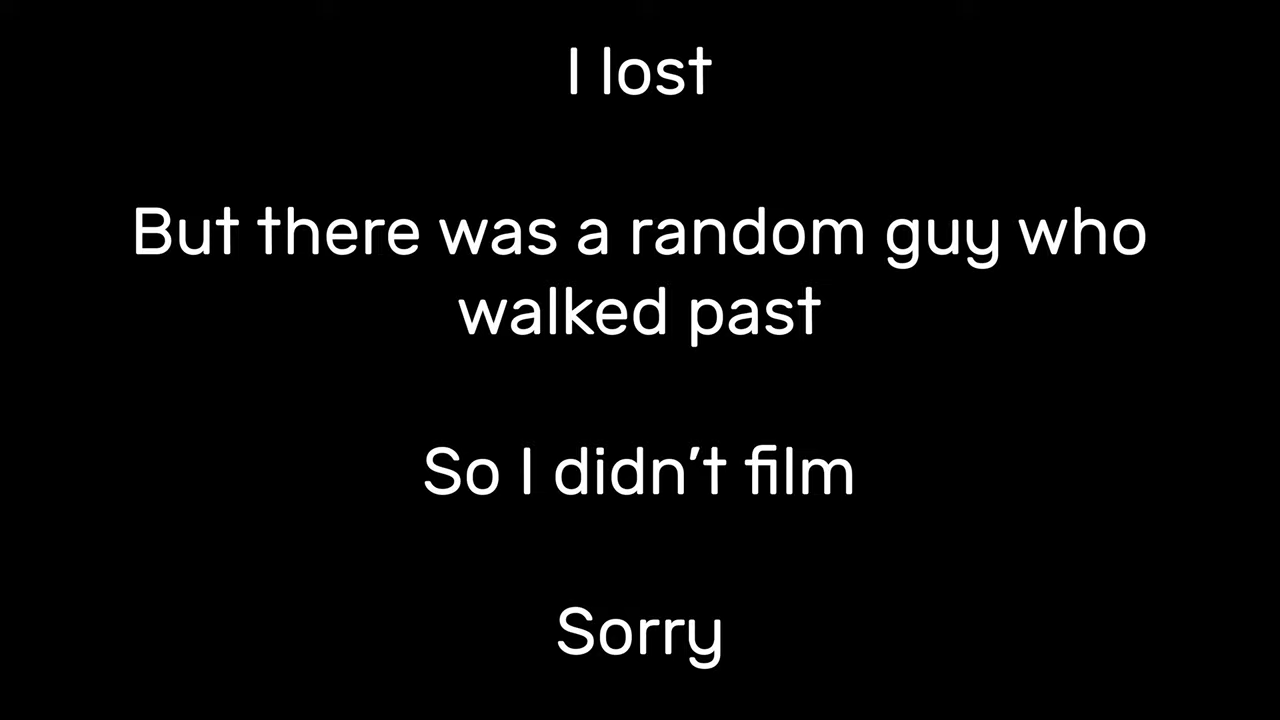 I lost
But there was a random guy who
walked past
So I didn’t film
Sorry